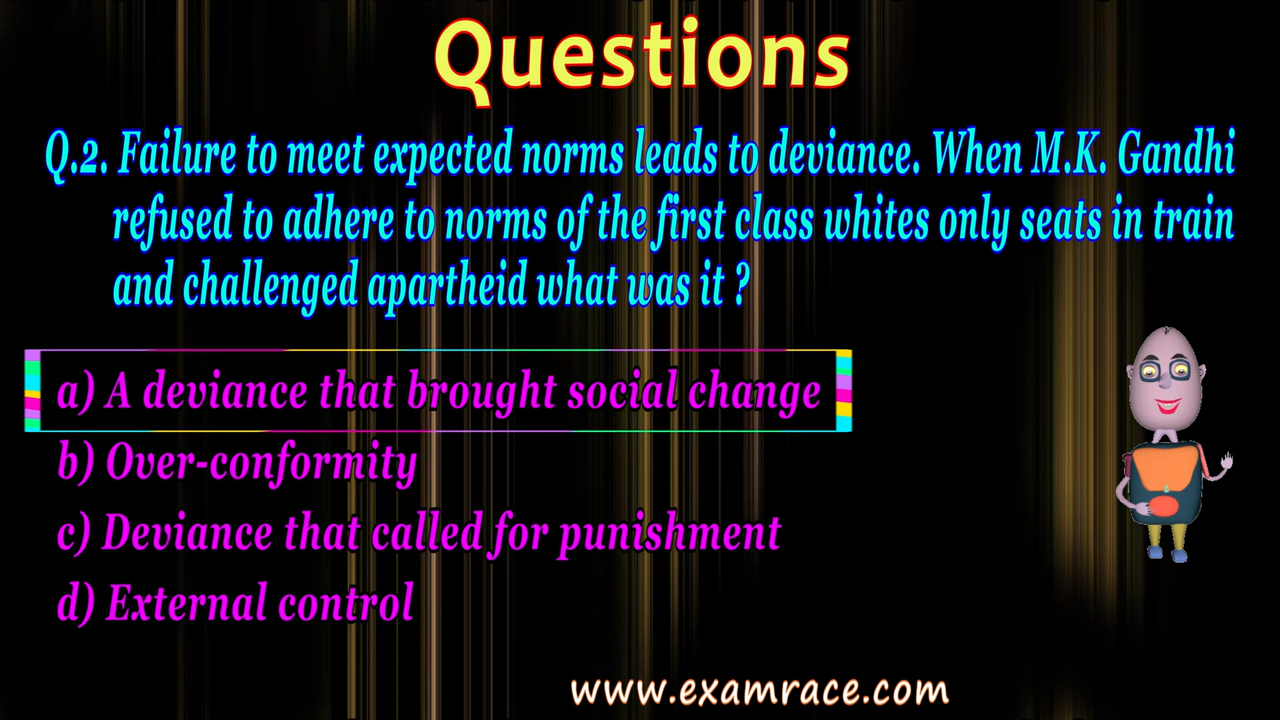 Questions
Q.2. Failure to meet expected norms leads to deviance. When M.K. Gandhi
refused to adhere to norms of the first class whites only seats in train
and challenged apartheid what was it ?
a) A deviance that brought social change
b) Over-conformity
c) Deviance that called for punishment
d) External control
www.examrace.com